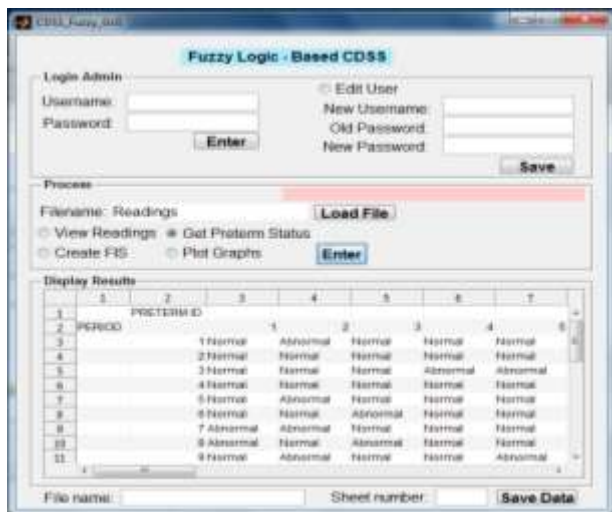 CDSS_Fuzzy_GUI
Fuzzy Logic - Based CDSS
Login Admin
Username:
Password:
Enter
Edit User
New Username:
Old Password:
New Password:
Save
Process
Filename: Readings
Load File
View Readings Get Preterm Status
Create FIS Plot Graphs Enter
Display Results
1 2 3 4 5 6 7
1 PRETERM ID
2 PERIOD 1 2 3 4 5
3 1 Normal Abnormal Normal Normal Normal
4 2 Normal Normal Normal Normal Normal
5 3 Normal Normal Normal Abnormal Abnormal
6 4 Normal Normal Normal Normal Normal
7 5 Normal Abnormal Normal Normal Normal
8 6 Normal Normal Abnormal Normal Normal
9 7 Abnormal Abnormal Normal Normal Normal
10 8 Abnormal Normal Abnormal Normal Normal
11 9 Normal Abnormal Normal Normal Normal
File name: Sheet number: Save Data